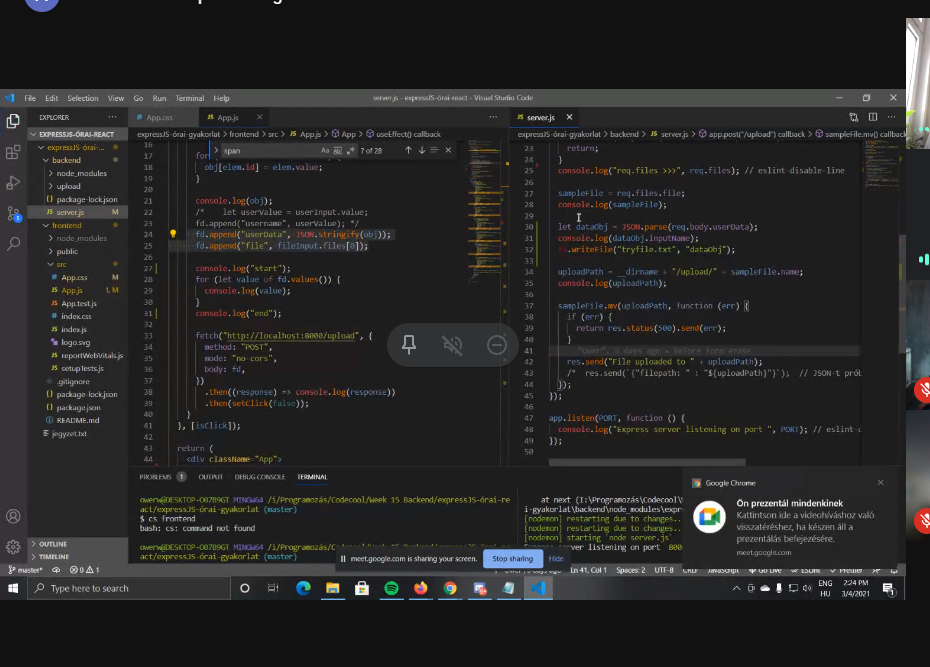 File Edit Selection View Go Run Terminal Help
server.js - expressJS-órai-react - Visual Studio Code
EXPLORER
EXPRESSJS-ÓRAI-REACT
expressJS-órai-...
backend
node_modules
upload
package-lock.json
server.js M
frontend
node_modules
public
src
App.css M
App.js 1, M
App.test.js
index.css
index.js
logo.svg
reportWebVitals.js
setupTests.js
.gitignore
package-lock.json
package.json
README.md
jegyzet.txt
OUTLINE
TIMELINE
App.css
App.js
expressJS-órai-gyakorlat > frontend > src > App.js > App > useEffect() callback
span
7 of 28
16
17 for
18 obj[elem.id] = elem.value;
19 }
20
21 console.log(obj);
22 /* let userValue = userInput.value;
23 fd.append("username", userValue); */
24 fd.append("userData", JSON.stringify(obj));
25 fd.append("file", fileInput.files[0]);
26
27 console.log("start");
28 for (let value of fd.values()) {
29 console.log(value);
30 }
31 console.log("end");
32
33 fetch("http://localhost:8000/upload", {
34 method: "POST",
35 mode: "no-cors",
36 body: fd,
37 })
38 .then((response) => console.log(response))
39 .then(setClick(false));
40 }
41 }, [isClick]);
42
43 return (
44 <div className="App">
server.js
expressJS-órai-gyakorlat > backend > server.js > app.post("/upload") callback > sampleFile.mv() callback
23 return;
24 }
25 console.log("req.files >>>", req.files); // eslint-disable-line
26
27 sampleFile = req.files.file;
28 console.log(sampleFile);
29
30 let dataObj = JSON.parse(req.body.userData);
31 console.log(dataObj.inputName);
32 fs.writeFile("tryfile.txt", "dataObj");
33
34 uploadPath = __dirname + "/upload/" + sampleFile.name;
35 console.log(uploadPath);
36
37 sampleFile.mv(uploadPath, function (err) {
38 if (err) {
39 return res.status(500).send(err);
40 }
41
42 res.send("File uploaded to " + uploadPath);
43 /* res.send(`{"filepath: " : "${uploadPath}"}`); // JSON-t prób
44 });
45 });
46
47 app.listen(PORT, function () {
48 console.log("Express server listening on port ", PORT); // eslint-d
49 });
50
PROBLEMS 1 OUTPUT DEBUG CONSOLE TERMINAL
owerw@DESKTOP-O07B9GT MINGW64 /i/Programozás/Codecool/Week 15 Backend/expressJS-órai-re
act/expressJS-órai-gyakorlat (master)
$ cs frontend
bash: cs: command not found
owerw@DESKTOP-O07B9GT MINGW64 /i/Programozás/Codecool/Week 15 Backend/expressJS-órai-re
act/expressJS-órai-gyakorlat (master)
at next (I:\Programozás\Codecool\
i-gyakorlat\backend\node_modules\expr
[nodemon] restarting due to changes..
[nodemon] restarting due to changes..
[nodemon] starting `node server.js`
Express server listening on port 8000
Google Chrome
Ön prezentál mindenkinek
Kattintson ide a videohíváshoz való
visszatéréshez, ha készen áll a
prezentálás befejezésére.
meet.google.com
meet.google.com is sharing your screen.
Stop sharing
Hide
master* 0 1
Ln 41, Col 1 Spaces: 2 UTF-8 CRLF JavaScript Go Live ESLint Prettier
Type here to search
ENG
HU
2:24 PM
3/4/2021